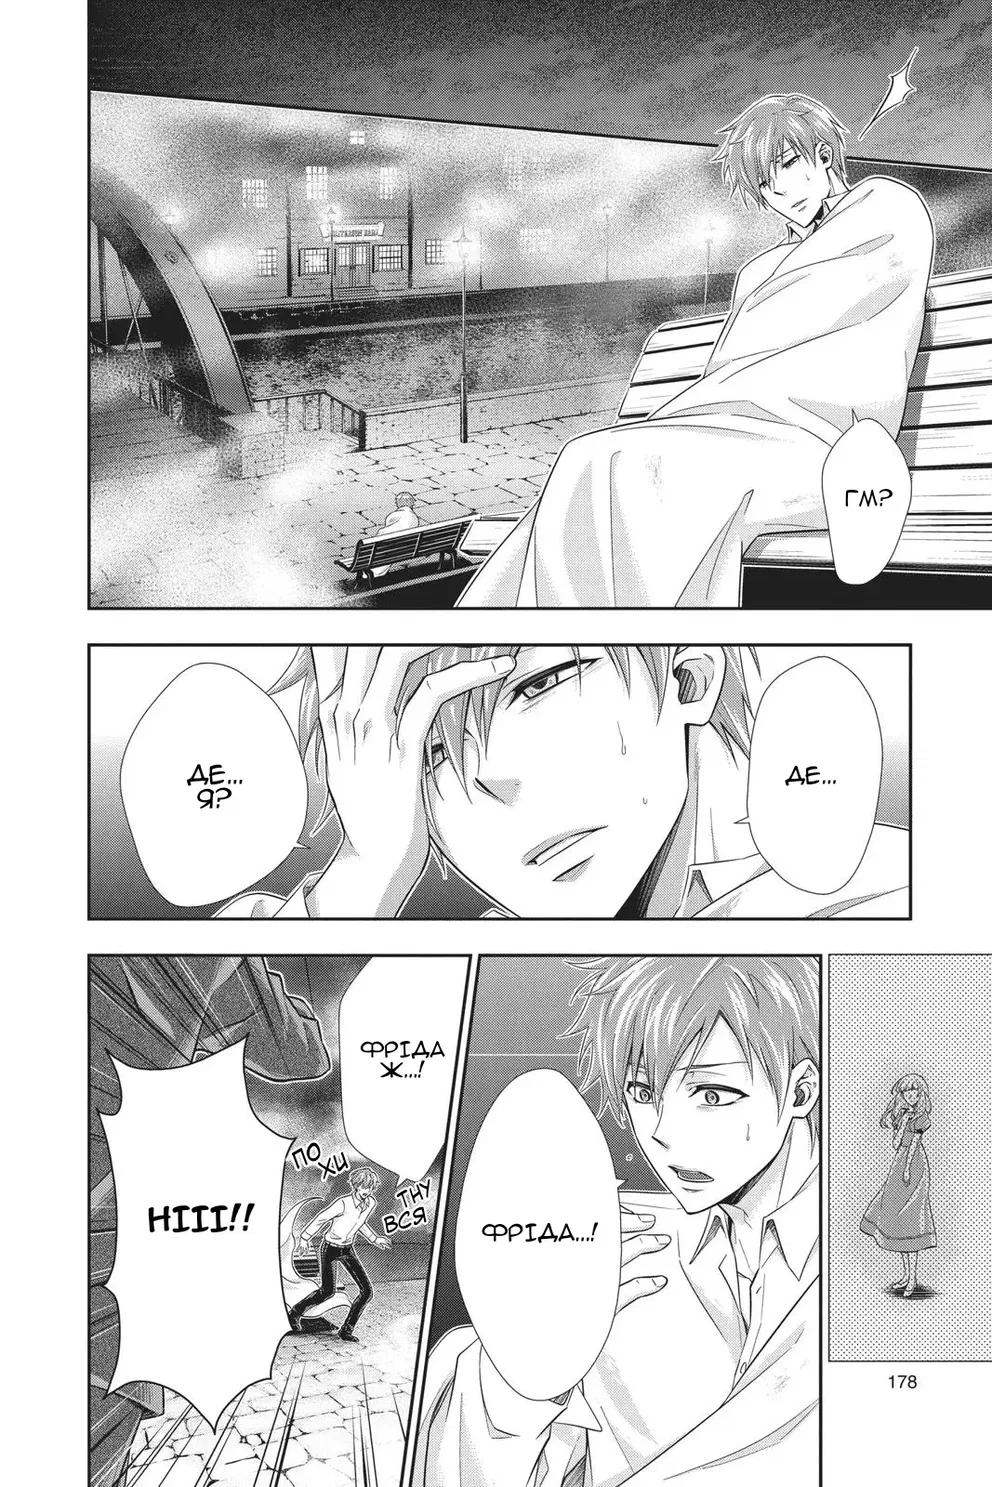 ГМ?
ДЕ...
ДЕ...
Я?
ФРІДА...!
ФРІДА
Ж...!
ПО
ХИ
ТНУ
ВСЯ
НІІІ!!
178